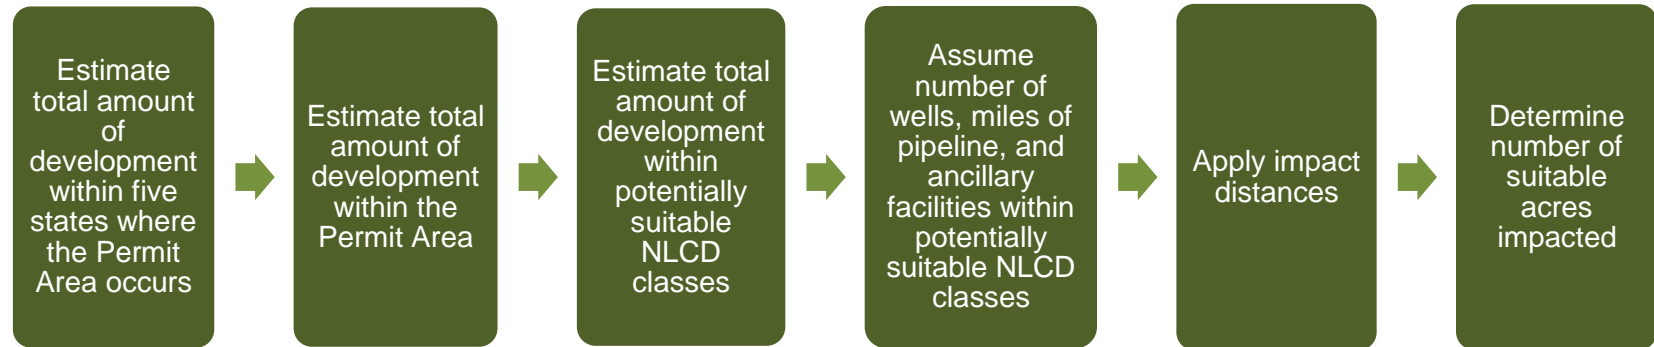 Estimate
total amount
of
development
within five
states where
the Permit
Area occurs
Estimate total
amount of
development
within the
Permit Area
Estimate total
amount of
development
within
potentially
suitable
NLCD
classes
Assume
number of
wells, miles of
pipeline, and
ancillary
facilities within
potentially
suitable NLCD
classes
Apply impact
distances
Determine
number of
suitable
acres
impacted